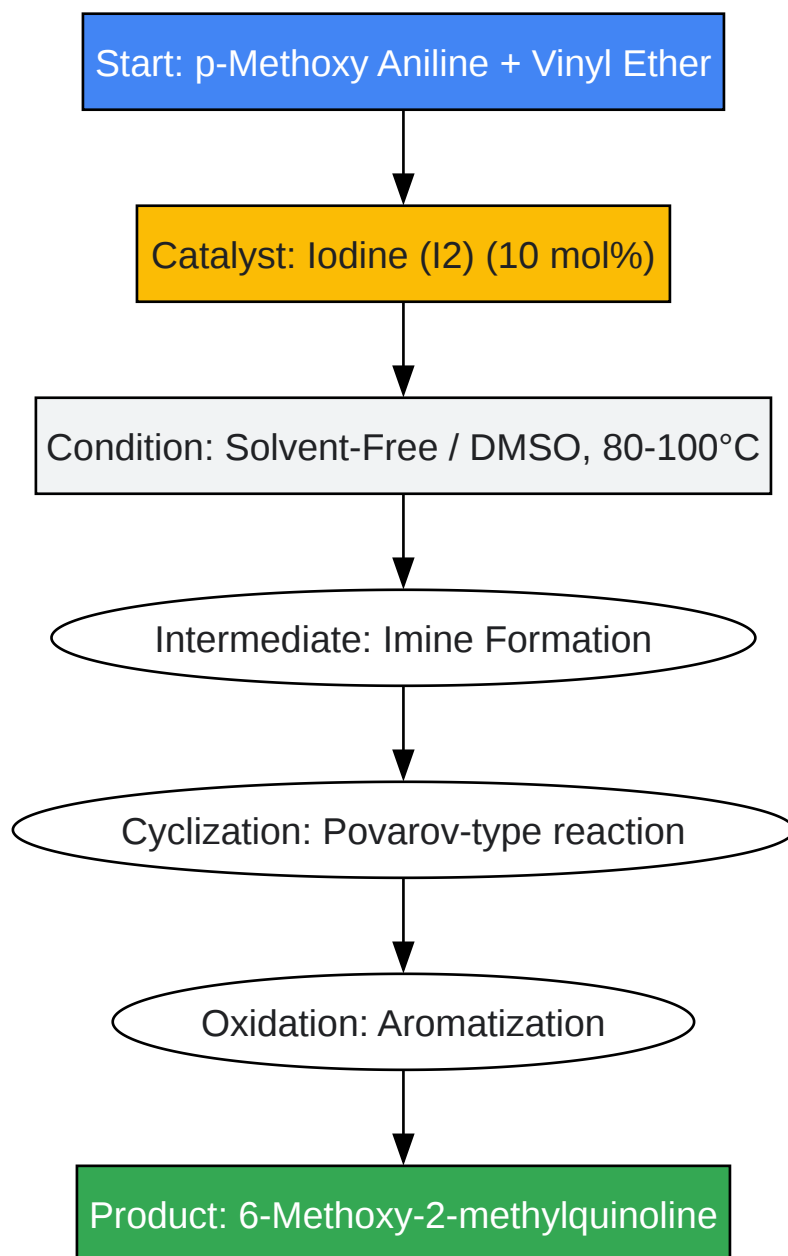 Start: p-Methoxy Aniline + Vinyl Ether
Catalyst: Iodine (I2) (10 mol%)
Condition: Solvent-Free / DMSO, 80-100°C
Intermediate: Imine Formation
Cyclization: Povarov-type reaction
Oxidation: Aromatization
Product: 6-Methoxy-2-methylquinoline